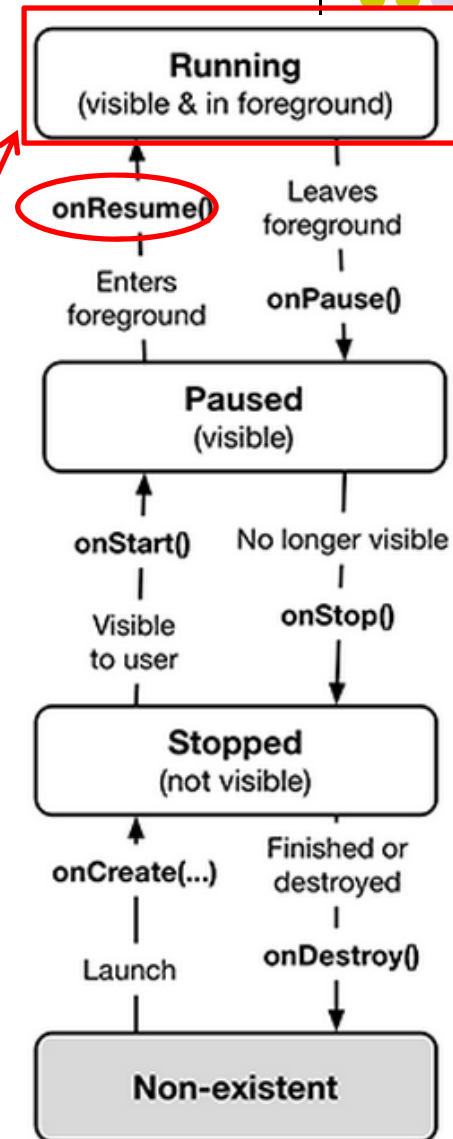 Running
(visible & in foreground)
onResume()
Enters
foreground
Leaves
foreground
onPause()
Paused
(visible)
onStart()
Visible
to user
No longer visible
onStop()
Stopped
(not visible)
onCreate(...)
Launch
Finished or
destroyed
onDestroy()
Non-existent